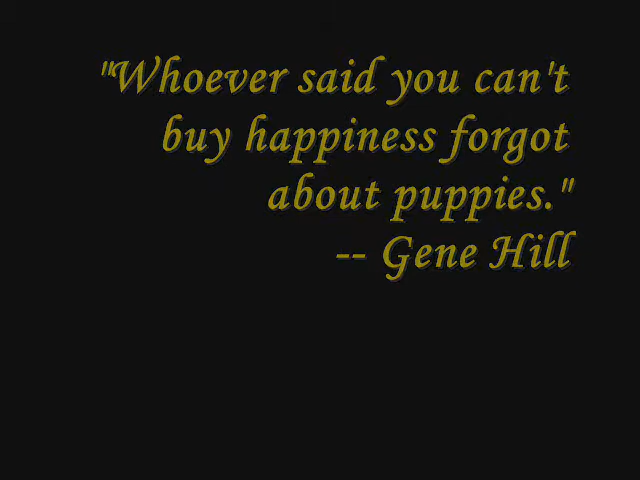 "Whoever said you can't
buy happiness forgot
about puppies."
-- Gene Hill